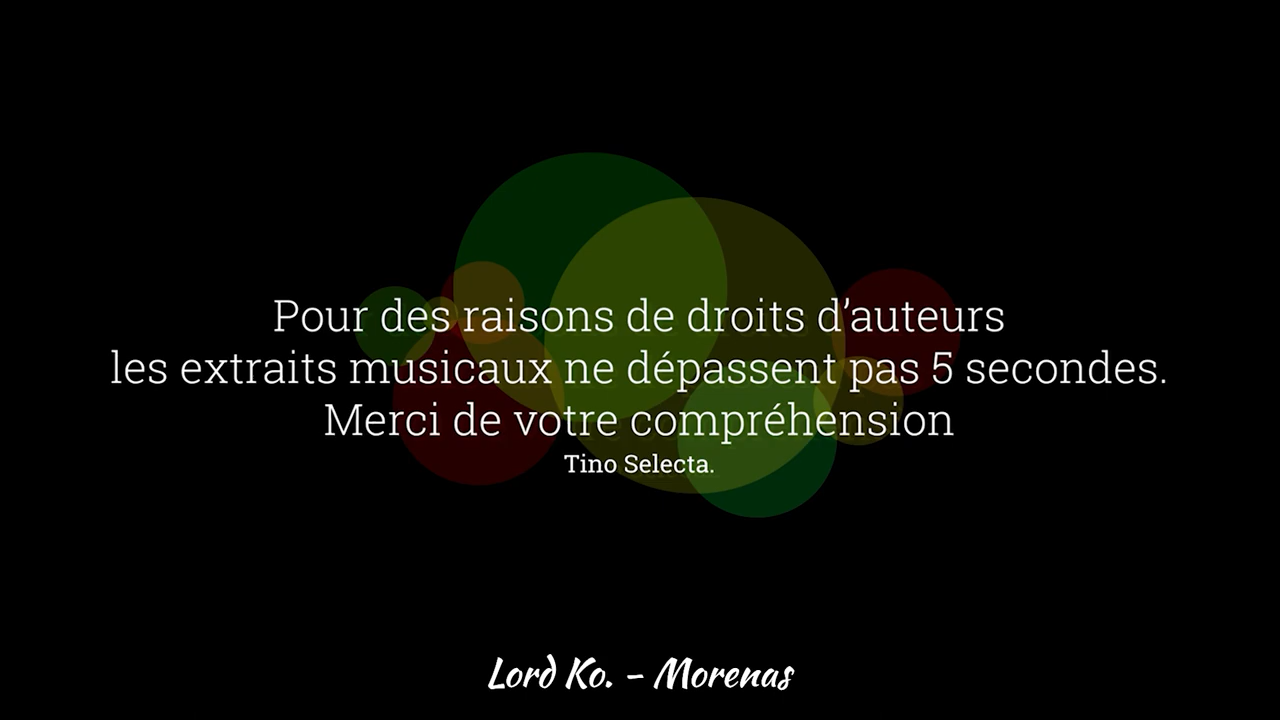 Pour des raisons de droits d’auteurs
les extraits musicaux ne dépassent pas 5 secondes.
Merci de votre compréhension
Tino Selecta.
Lord Ko. - Morenas